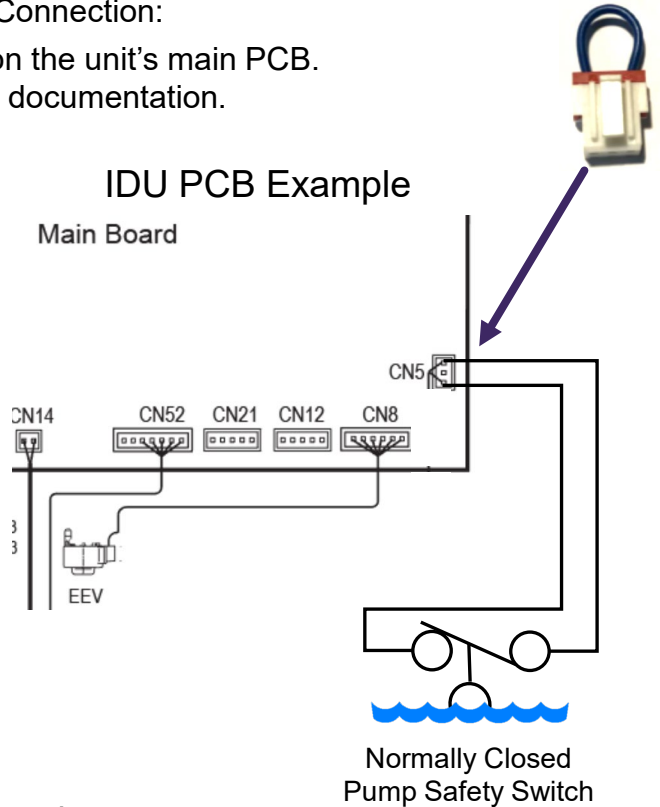 Connection:
on the unit's main PCB.
documentation.
IDU PCB Example
Main Board
CN5
CN14
CN52
CN21
CN12
CN8
EEV
Normally Closed
Pump Safety Switch